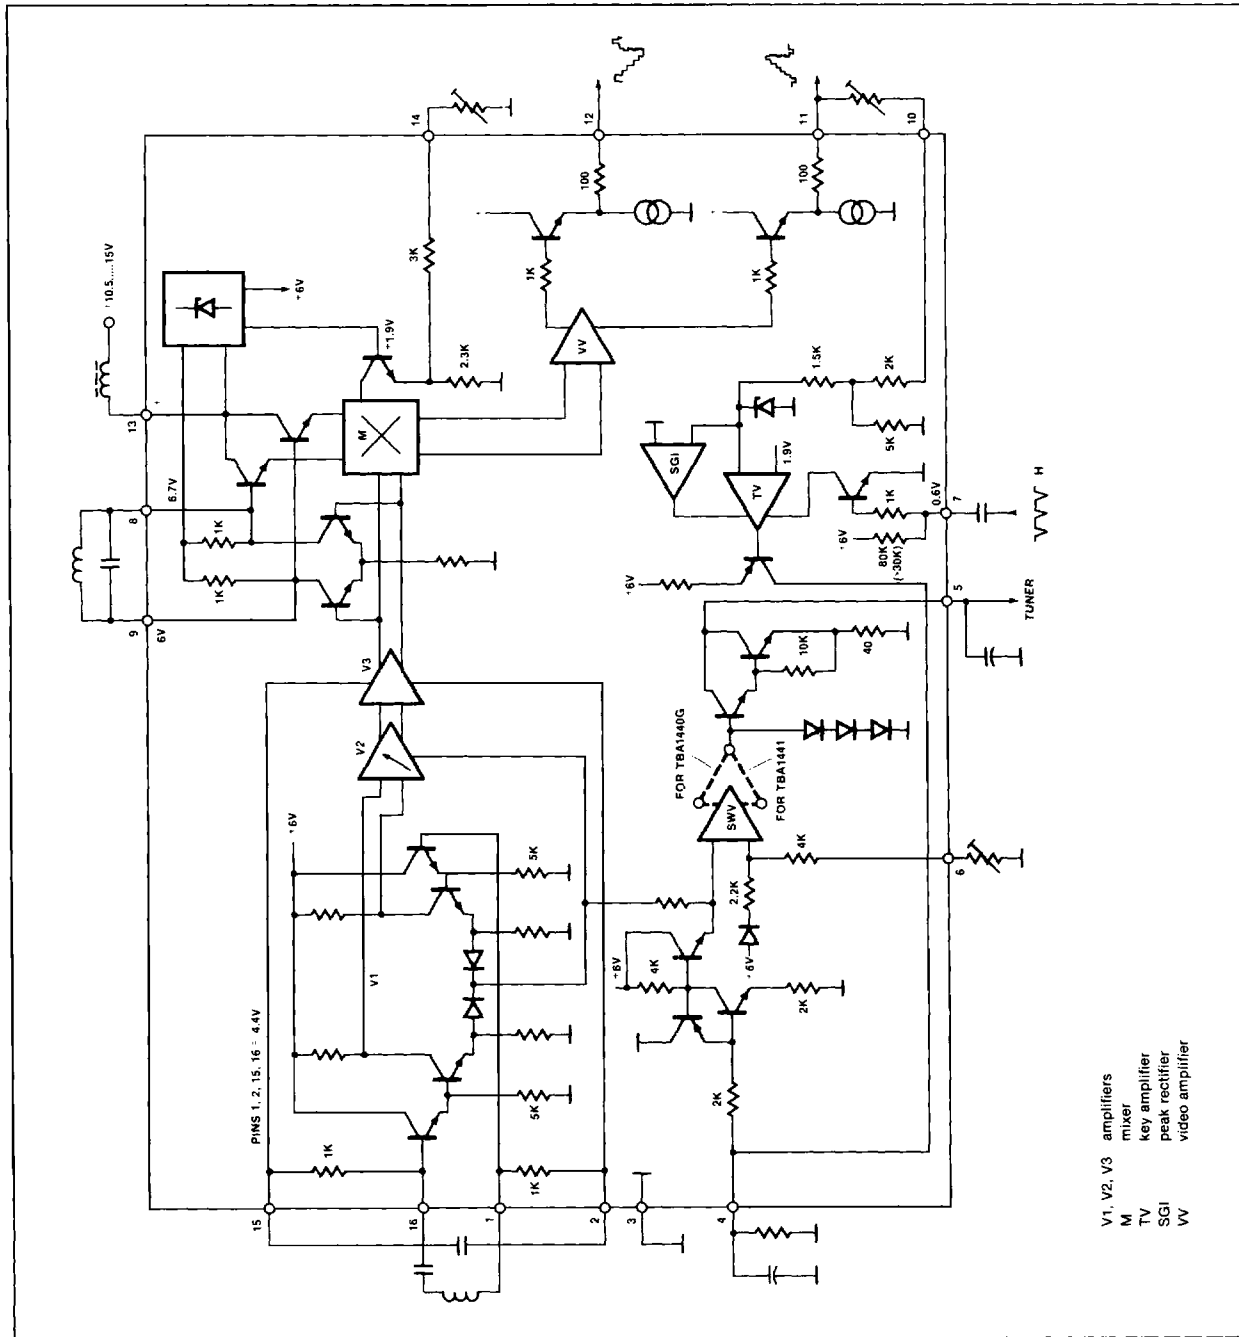 14
12
11
10
100
100
3K
1K
1K
+10.5.....15V
+6V
+1.9V
2.3K
VV
M
13
8
9
6.7V
6V
1K
1K
1.5K
2K
5K
SGI
TV
1.9V
1K
0.6V
7
H
+6V
80K
(+30K)
+6V
5
TUNER
10K
40
V3
V2
FOR TBA1440G
FOR TBA1441
SWV
4K
6
2.2K
+6V
+6V
4K
2K
+6V
5K
V1
PINS 1, 2, 15, 16 = 4.4V
5K
1K
1K
2K
15
16
1
2
3
4
V1, V2, V3 amplifiers
M mixer
TV key amplifier
SGI peak rectifier
VV video amplifier